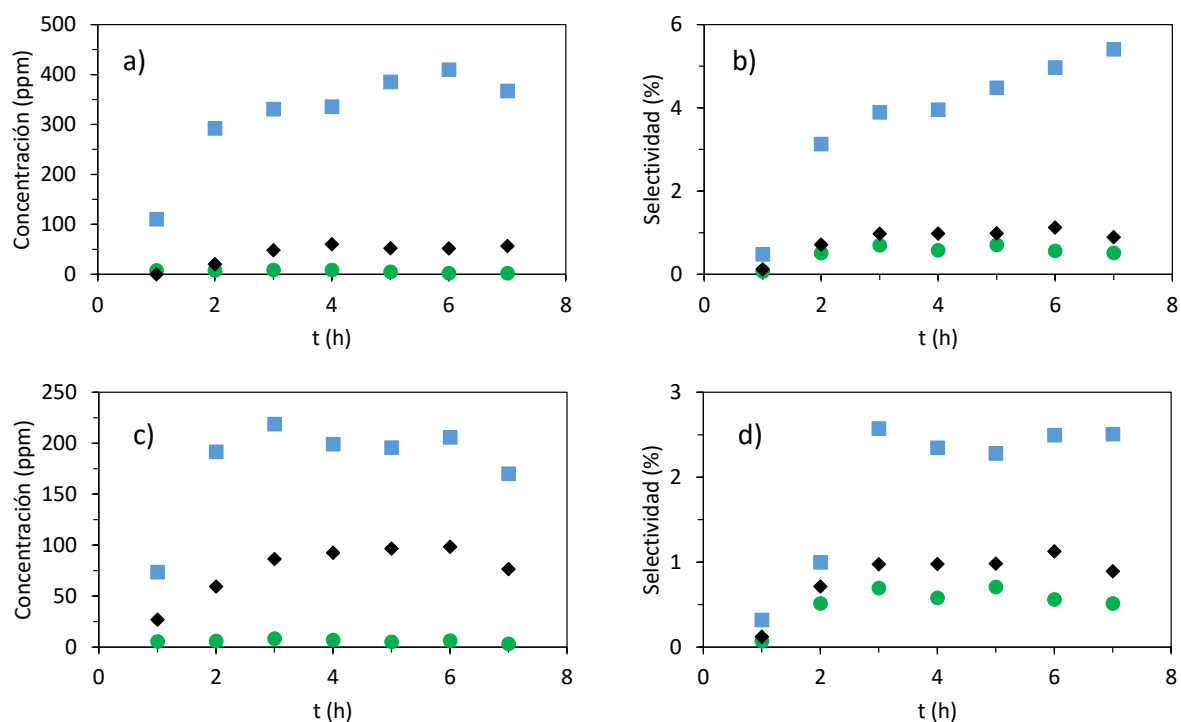 a)
Concentración (ppm)
500
400
300
200
100
0
0 2 4 6 8
t (h)
b)
Selectividad (%)
6
4
2
0
0 2 4 6 8
t (h)
c)
Concentración (ppm)
250
200
150
100
50
0
0 2 4 6 8
t (h)
d)
Selectividad (%)
3
2
1
0
0 2 4 6 8
t (h)